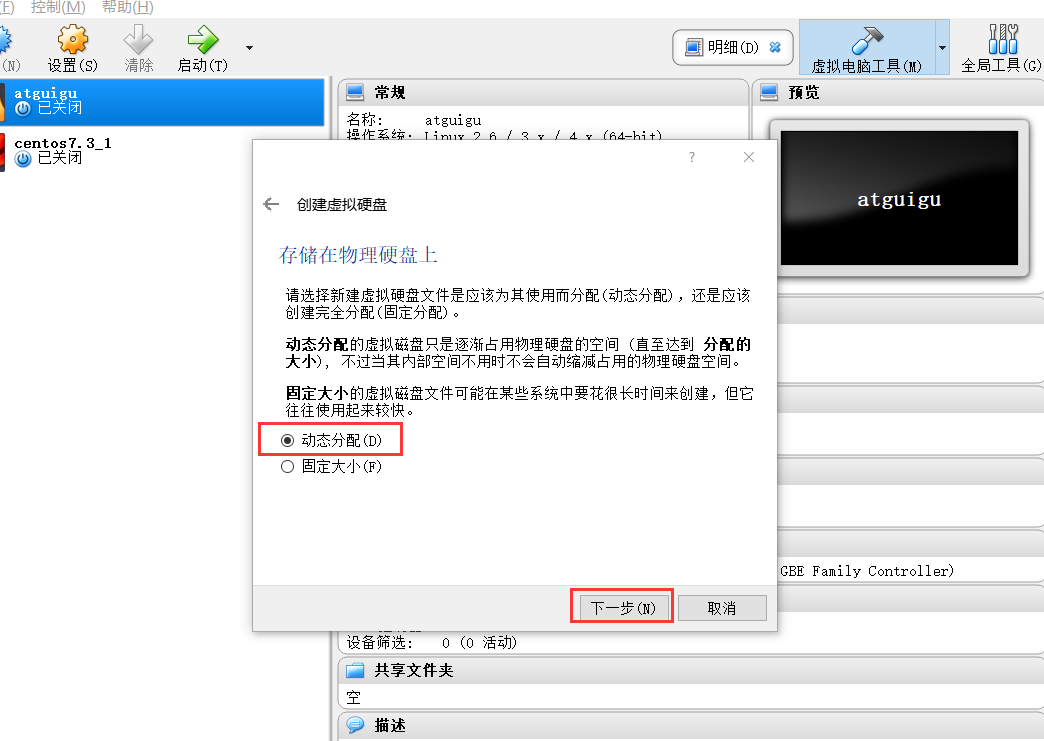 (F) 控制(M) 帮助(H)
(N) 设置(S) 清除 启动(T) 明细(D) 虚拟电脑工具(M) 全局工具(G)
atguigu
已关闭
centos7.3_1
已关闭
常规
名称: atguigu
操作系统: Linux 2.6 / 3.x / 4.x (64-bit)
预览
atguigu
?
创建虚拟硬盘
存储在物理硬盘上
请选择新建虚拟硬盘文件是应该为其使用而分配(动态分配),还是应该
创建完全分配(固定分配)。
动态分配的虚拟磁盘只是逐渐占用物理硬盘的空间 (直至达到 分配的
大小), 不过当其内部空间不用时不会自动缩减占用的物理硬盘空间。
固定大小的虚拟磁盘文件可能在某些系统中要花很长时间来创建,但它
往往使用起来较快。
动态分配(D)
固定大小(F)
下一步(N) 取消
GBE Family Controller)
设备筛选: 0 (0 活动)
共享文件夹
空
描述